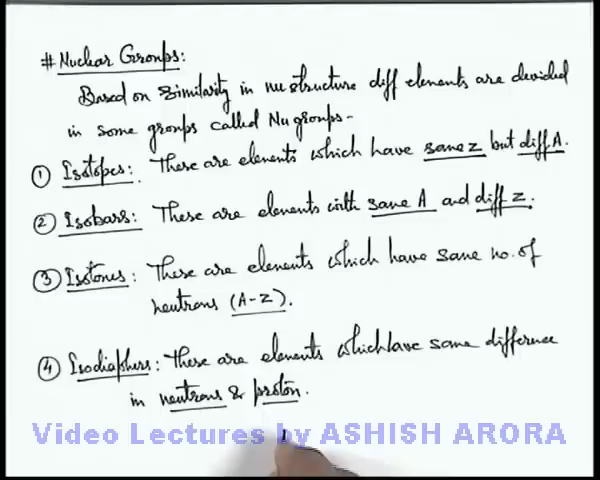 # Nuclear Groups:
Based on similarity in nu structure diff elements are devided
in some groups called Nu groups-
① Isotopes: These are elements which have same z but diff A.
② Isobars: These are elements with same A and diff z.
③ Isotones: These are elements which have same no. of
neutrons (A-z).
④ Isodiaphers: These are elements which have same difference
in neutrons & proton.
Video Lectures by ASHISH ARORA